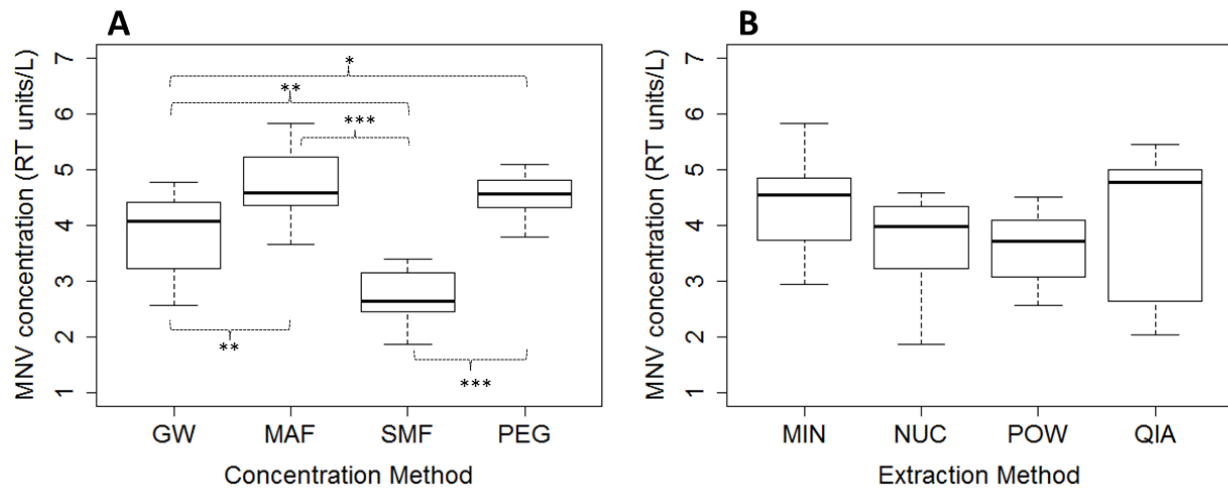 A
MNV concentration (RT units/L)
7
6
5
4
3
2
1
*
**
***
**
***
GW MAF SMF PEG
Concentration Method
B
MNV concentration (RT units/L)
7
6
5
4
3
2
1
MIN NUC POW QIA
Extraction Method